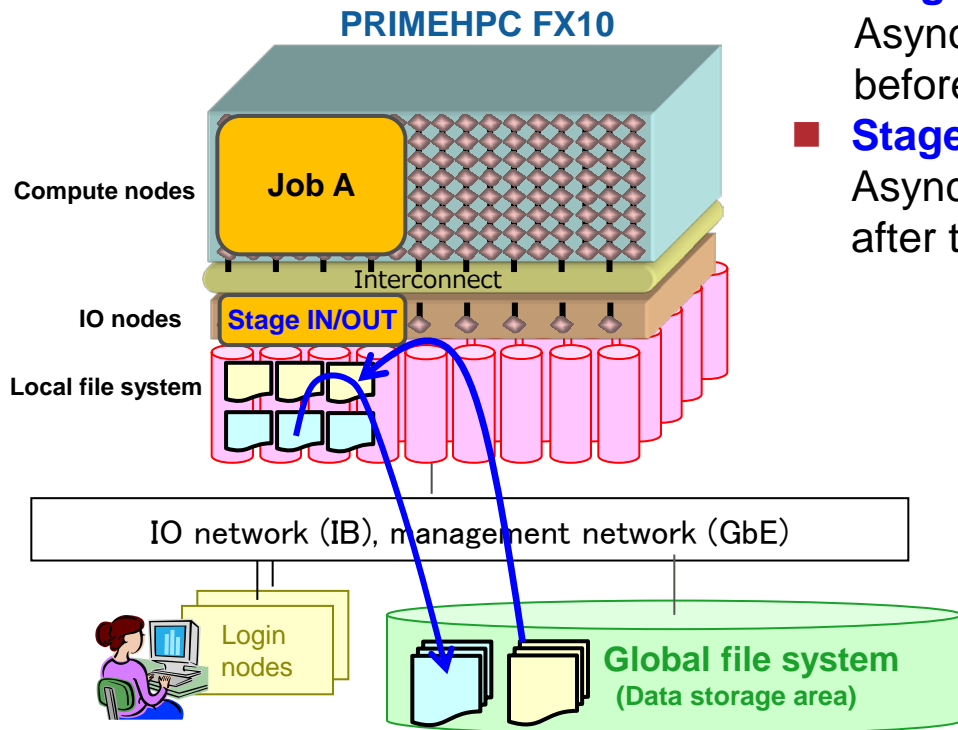 PRIMEHPC FX10
Async
before
Stage
Async
after t
Compute nodes
Job A
Interconnect
IO nodes
Stage IN/OUT
Local file system
IO network (IB), management network (GbE)
Login
nodes
Global file system
(Data storage area)